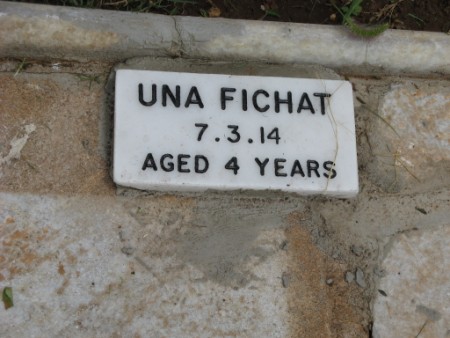 UNA FICHAT
7.3.14
AGED 4 YEARS